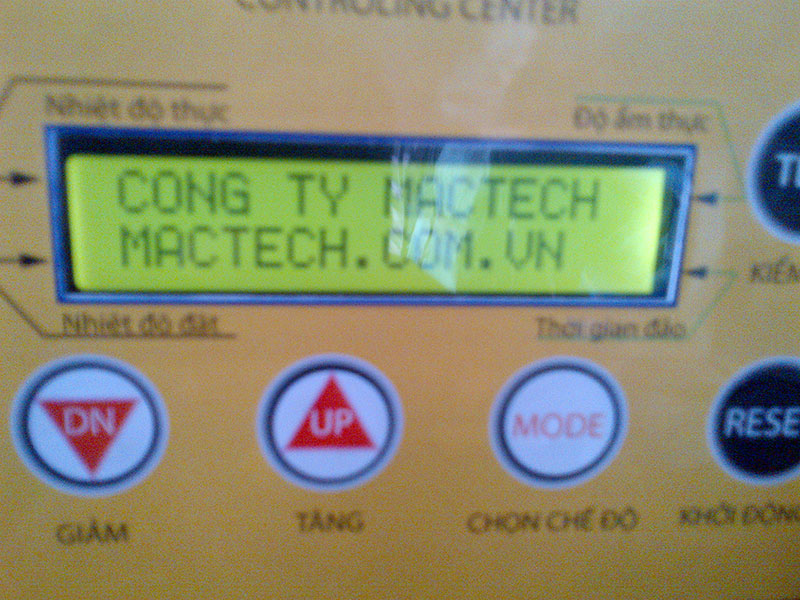 CONTROLING CENTER
Nhiệt độ thực
Độ ẩm thực
CONG TY MACTECH
MACTECH.COM.VN
Nhiệt độ đặt
Thời gian đảo
DN
UP
MODE
RESE
GIẢM
TĂNG
CHỌN CHẾ ĐỘ
KHỞI ĐỘNG